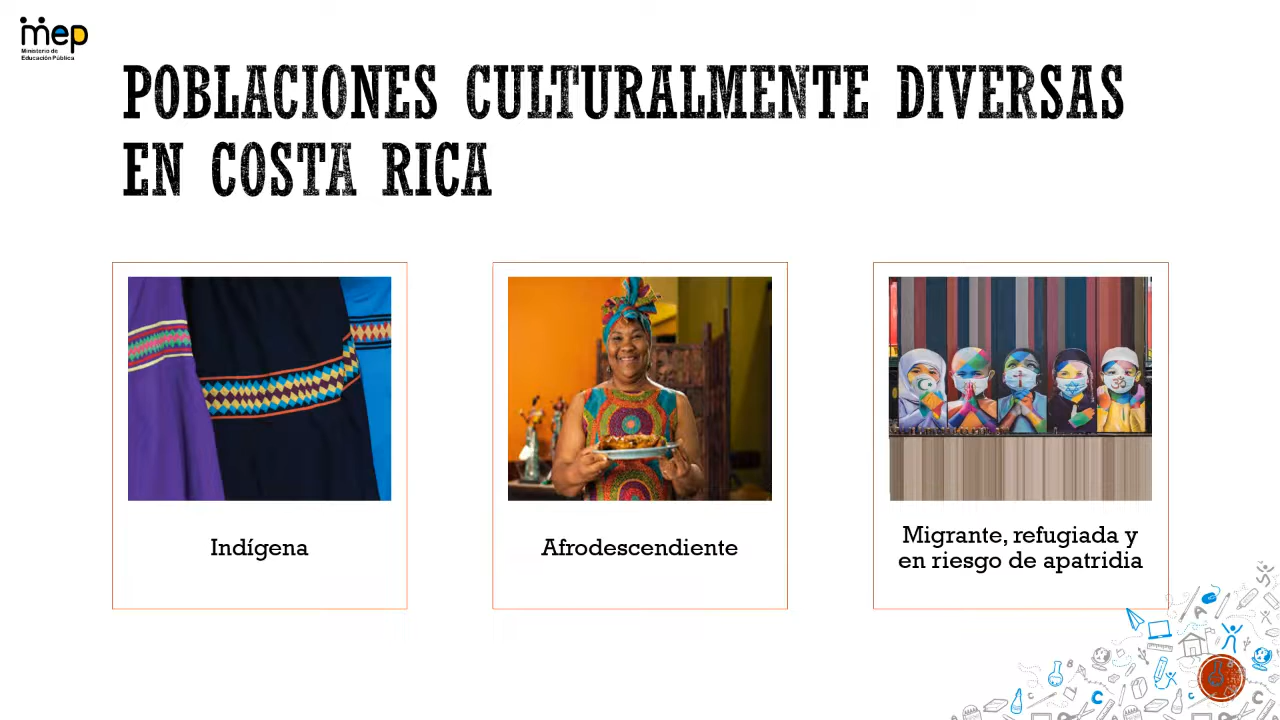 mep
Ministerio de
Educación Pública
POBLACIONES CULTURALMENTE DIVERSAS
EN COSTA RICA
Indígena
Afrodescendiente
Migrante, refugiada y
en riesgo de apatridia